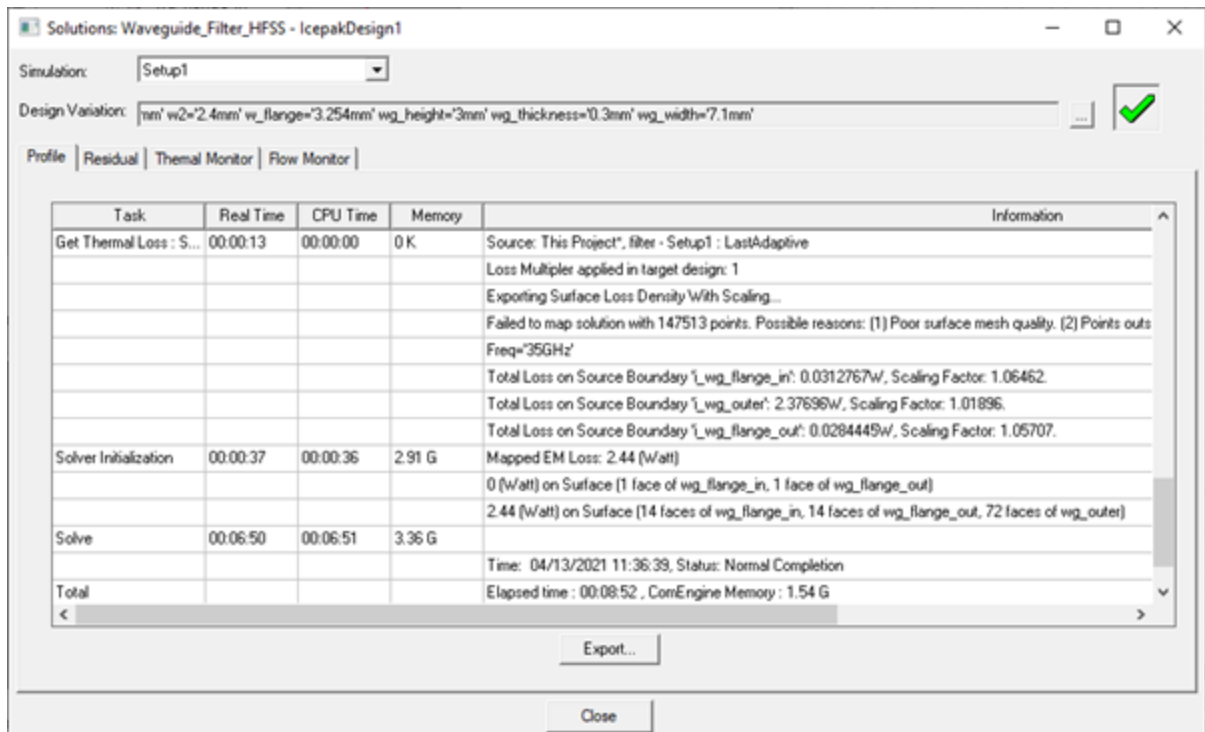 Solutions: Waveguide_Filter_HFSS - IcepakDesign1
Simulation: Setup1
Design Variation: mm' w2='2.4mm' w_flange='3.254mm' wg_height='3mm' wg_thickness='0.3mm' wg_width='7.1mm'
...
Profile Residual Themal Monitor Flow Monitor
Task Real Time CPU Time Memory Information
Get Thermal Loss : S... 00:00:13 00:00:00 0 K Source: This Project*, filter - Setup1 : LastAdaptive
Loss Multipler applied in target design: 1
Exporting Surface Loss Density With Scaling...
Failed to map solution with 147513 points. Possible reasons: (1) Poor surface mesh quality. (2) Points outs
Freq='35GHz'
Total Loss on Source Boundary 'i_wg_flange_in': 0.0312767W, Scaling Factor: 1.06462.
Total Loss on Source Boundary 'i_wg_outer': 2.37696W, Scaling Factor: 1.01896.
Total Loss on Source Boundary 'i_wg_flange_out': 0.0284445W, Scaling Factor: 1.05707.
Solver Initialization 00:00:37 00:00:36 2.91 G Mapped EM Loss: 2.44 (Watt)
0 (Watt) on Surface (1 face of wg_flange_in, 1 face of wg_flange_out)
2.44 (Watt) on Surface (14 faces of wg_flange_in, 14 faces of wg_flange_out, 72 faces of wg_outer)
Solve 00:06:50 00:06:51 3.36 G
Time: 04/13/2021 11:36:39, Status: Normal Completion
Total Elapsed time : 00:08:52 , ComEngine Memory : 1.54 G
Export...
Close